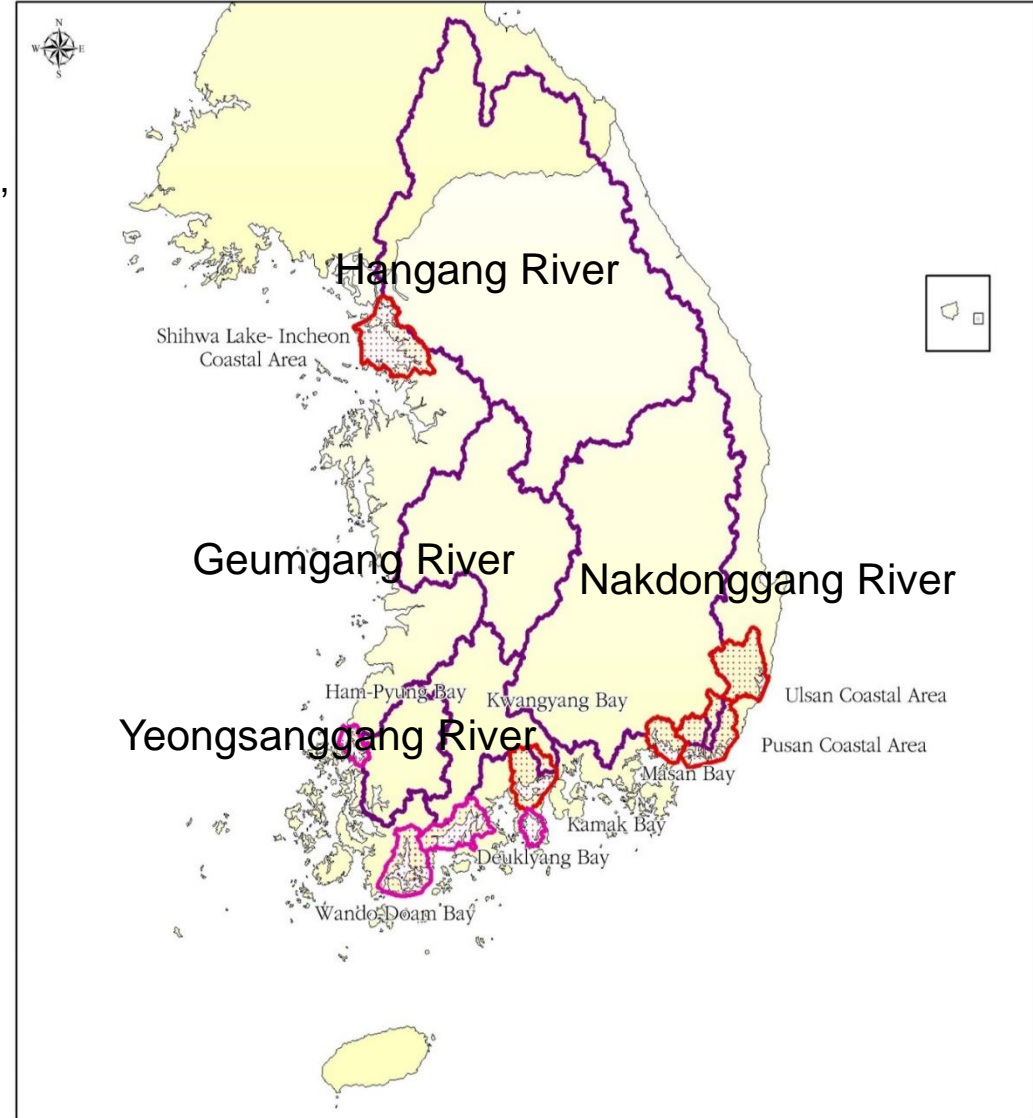 N
W
E
S
,
Hangang River
Shihwa Lake- Incheon
Coastal Area
Geumgang River
Nakdonggang River
Ham-Pyung Bay
Kwangyang Bay
Ulsan Coastal Area
Yeongsanggang River
Pusan Coastal Area
Masan Bay
Kamak Bay
Deuklyang Bay
Wando-Doam Bay